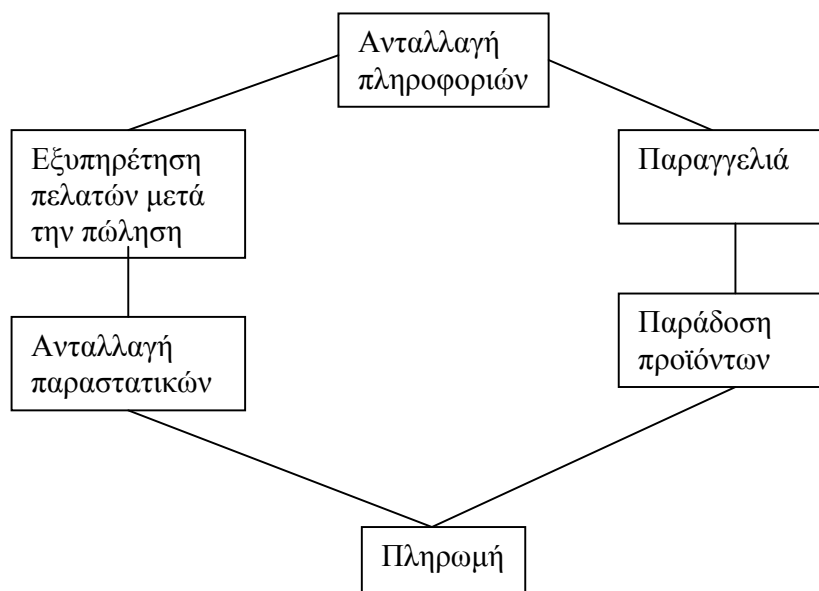 Ανταλλαγή
πληροφοριών
Εξυπηρέτηση
πελατών μετά
την πώληση
Παραγγελιά
Ανταλλαγή
παραστατικών
Παράδοση
προϊόντων
Πληρωμή